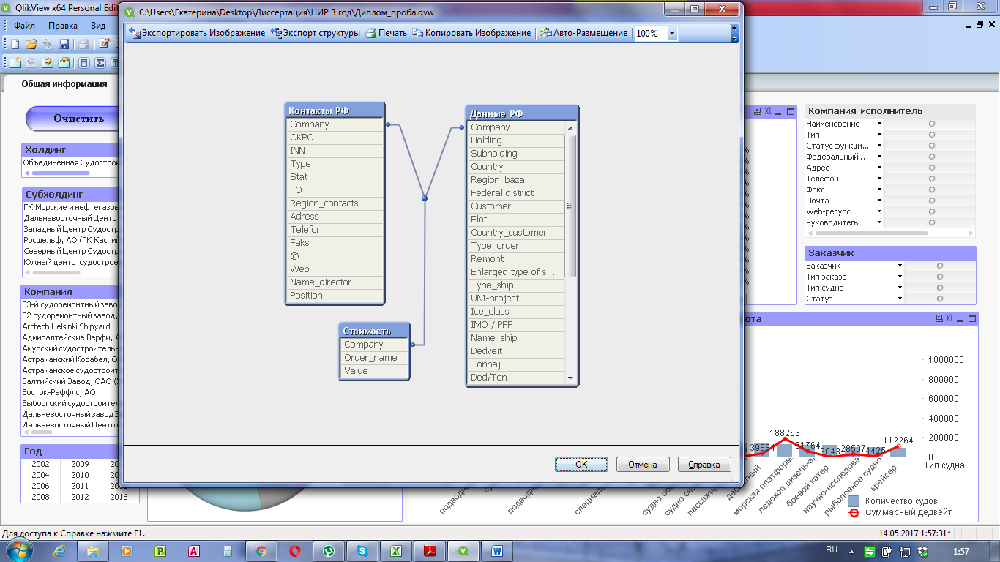 QlikView x64 Personal Edi
C:\Users\Екатерина\Desktop\Диссертация\НИР 3 год\Диплом_проба.qvw
Файл Правка Вид
Экспортировать Изображение Экспорт структуры Печать Копировать Изображение Авто-Размещение 100%
Общая информация
Очистить
Холдинг
Объединенная Судострои
Субхолдинг
ГК Морские и нефтегазов
Дальневосточный Центр
Западный Центр Судостр
Росшельф, АО (ГК Каспий
Северный Центр Судостр
Южный центр судострое
Компания
33-й судоремонтный заво
82 судоремонтный завод,
Arctech Helsinki Shipyard
Адмиралтейские Верфи, А
Амурский судостроительн
Астраханский Корабел, О
Астраханское судострои
Балтийский Завод, ОАО (
Восток-Раффлс, АО
Выборгский судостроител
Дальневосточный завод З
Дальневосточный Центр
Год
2002 2009 20
2004 2010 20
2006 2011 20
2008 2012 2016
Контакты РФ
Company
OKPO
INN
Type
Stat
FO
Region_contacts
Adress
Telefon
Faks
@
Web
Name_director
Position
Стоимость
Company
Order_name
Value
Данные РФ
Company
Holding
Subholding
Country
Region_baza
Federal district
Customer
Flot
Country_customer
Type_order
Remont
Enlarged type of s...
Type_ship
UNI-project
Ice_class
IMO / PPP
Name_ship
Dedveit
Tonnaj
Ded/Ton
OK Отмена Справка
XL
Компания исполнитель
Наименование
Тип
Статус функци...
Федеральный ...
Адрес
Телефон
Факс
Почта
Web-ресурс
Руководитель
Заказчик
Заказчик
Тип заказа
Тип судна
Статус
ота XL
1000000
800000
600000
400000
200000
0
Тип судна
39884 188263 61764 3043 28597 4425 112264
подводн
подводн
специаль
судно об
судно сн
пассажир
десантный
морская платформ.
ледокол дизель-э.
боевой катер
научно-исследова
рыболовное судно
крейсер
Количество судов
Суммарный дедвейт
Для доступа к Справке нажмите F1.
14.05.2017 1:57:31*
RU 1:57